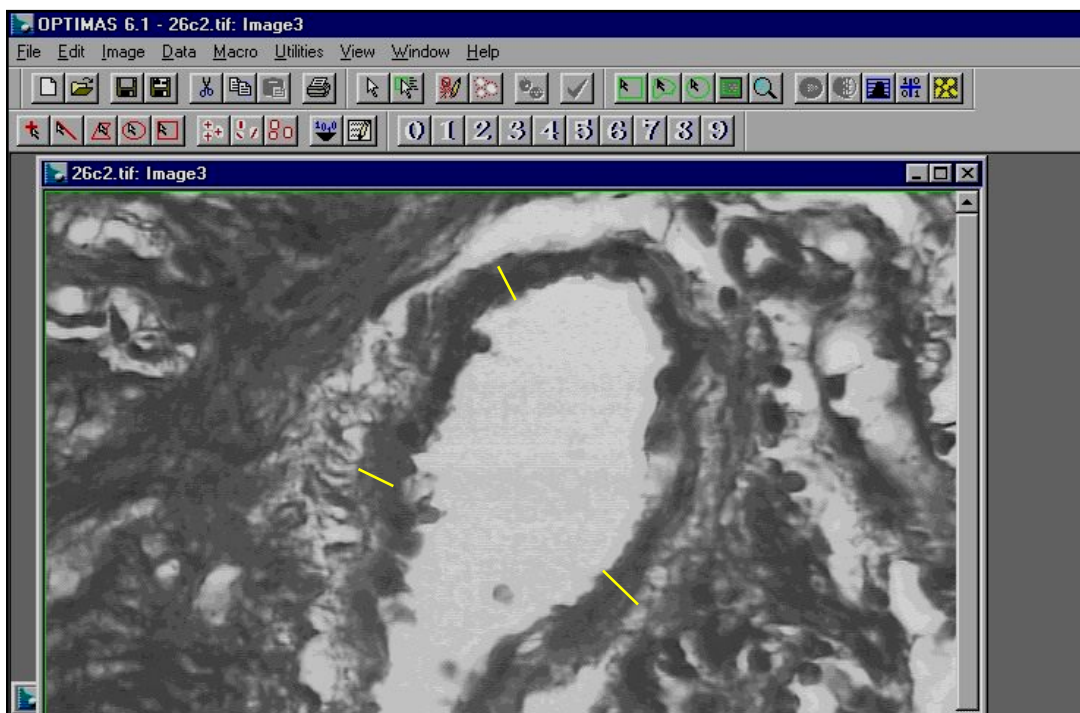 OPTIMAS 6.1 - 26c2.tif: Image3
File Edit Image Data Macro Utilities View Window Help
0 1 2 3 4 5 6 7 8 9
26c2.tif: Image3